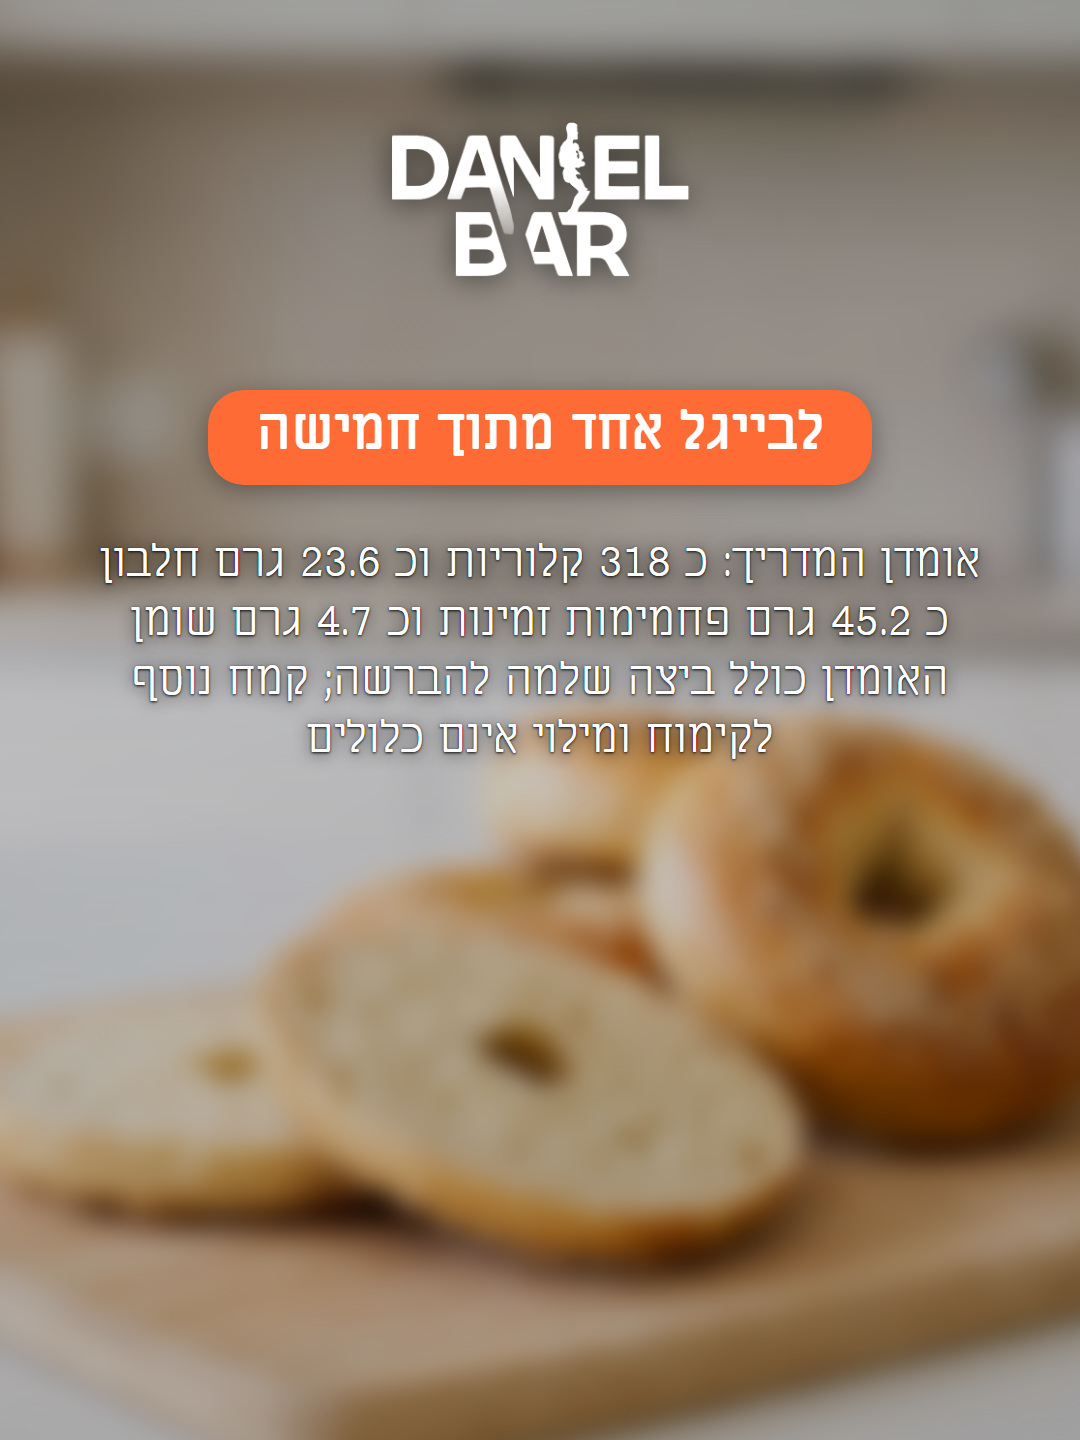 DANIEL
BAR
לבייגל אחד מתוך חמישה
אומדן המדריך: כ 318 קלוריות וכ 23.6 גרם חלבון
כ 45.2 גרם פחמימות זמינות וכ 4.7 גרם שומן
האומדן כולל ביצה שלמה להברשה; קמח נוסף
לקימוח ומילוי אינם כלולים